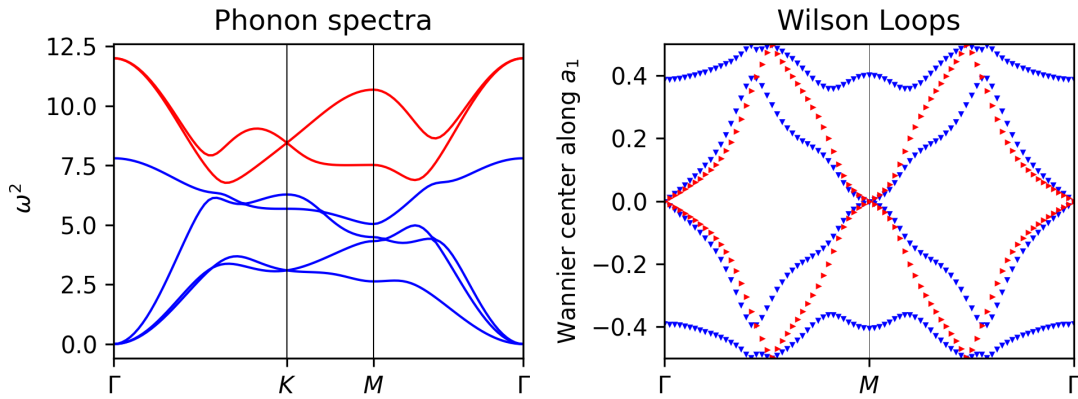 Phonon spectra
12.5
10.0
7.5
5.0
2.5
0.0
ω²
Γ
K
M
Γ
Wilson Loops
0.4
0.2
0.0
−0.2
−0.4
Wannier center along a₁
Γ
M
Γ